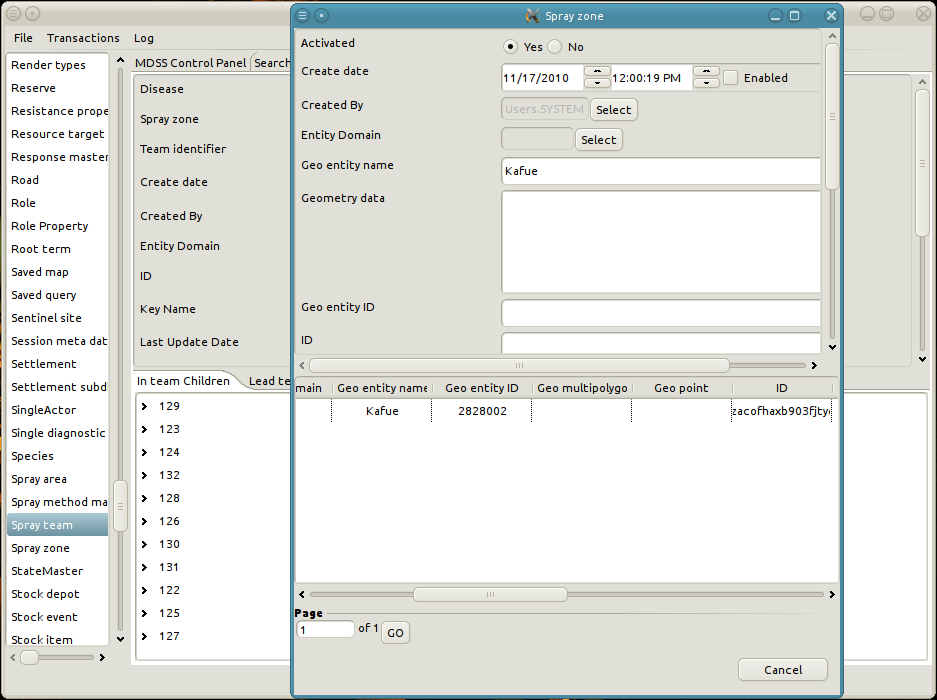 Spray zone
File Transactions Log
Render types
Reserve
Resistance prope
Resource target
Response master
Road
Role
Role Property
Root term
Saved map
Saved query
Sentinel site
Session meta dat
Settlement
Settlement subd
SingleActor
Single diagnostic
Species
Spray area
Spray method ma
Spray team
Spray zone
StateMaster
Stock depot
Stock event
Stock item
MDSS Control Panel Search
Disease
Spray zone
Team identifier
Create date
Created By
Entity Domain
ID
Key Name
Last Update Date
In team Children Lead te
129
123
124
132
128
126
130
131
122
125
127
Activated Yes No
Create date 11/17/2010 12:00:19 PM Enabled
Created By Users.SYSTEM Select
Entity Domain Select
Geo entity name Kafue
Geometry data
Geo entity ID
ID
main Geo entity name Geo entity ID Geo multipolygo Geo point ID
Kafue 2828002 zacofhaxb903fjty
Page
1 of 1 GO
Cancel